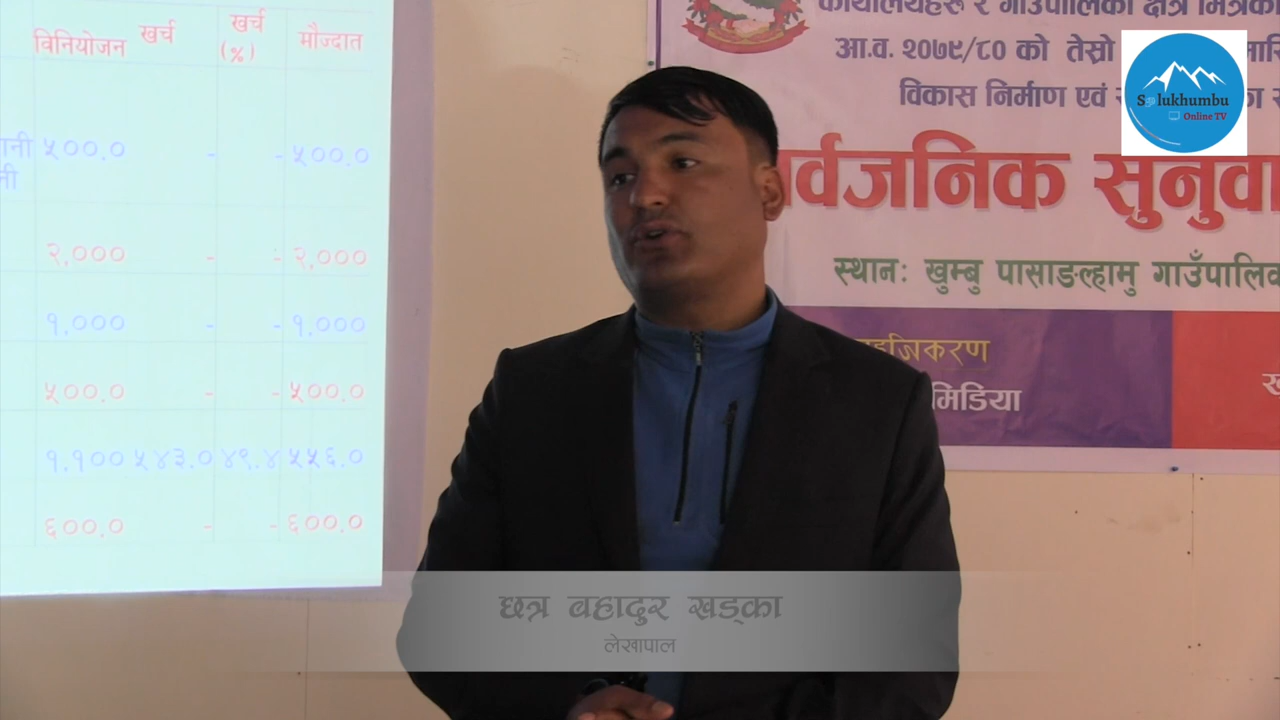 विनियोजन खर्च खर्च (%) मौज्दात
५००.० - - ५००.०
२,००० - - २,०००
१,००० - - १,०००
५००.० - - ५००.०
१,१०० ५४३.० ४९.४ ५५६.०
६००.० - - ६००.०
कार्यालयहरू र गाउँपालिका क्षेत्र
आ.व. २०७९/८० को तेस्रो
विकास निर्माण एवं
सुनुवा
स्थानः खुम्बु पासाङल्हामु गाउँपालिक
मिडिया
Solukhumbu
Online TV
छत्र बहादुर खड्का
लेखापाल